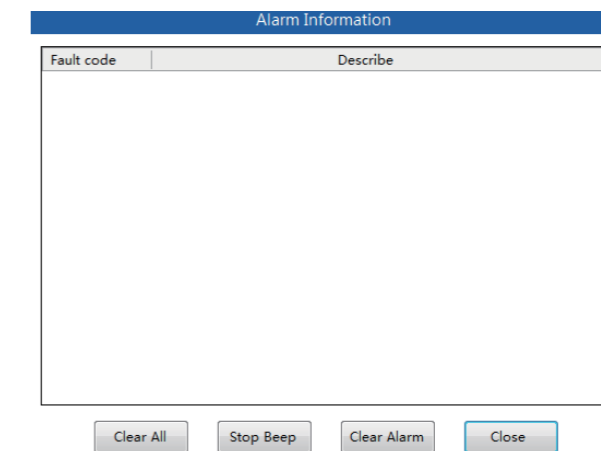 Alarm Information
Fault code Describe
Clear All Stop Beep Clear Alarm Close